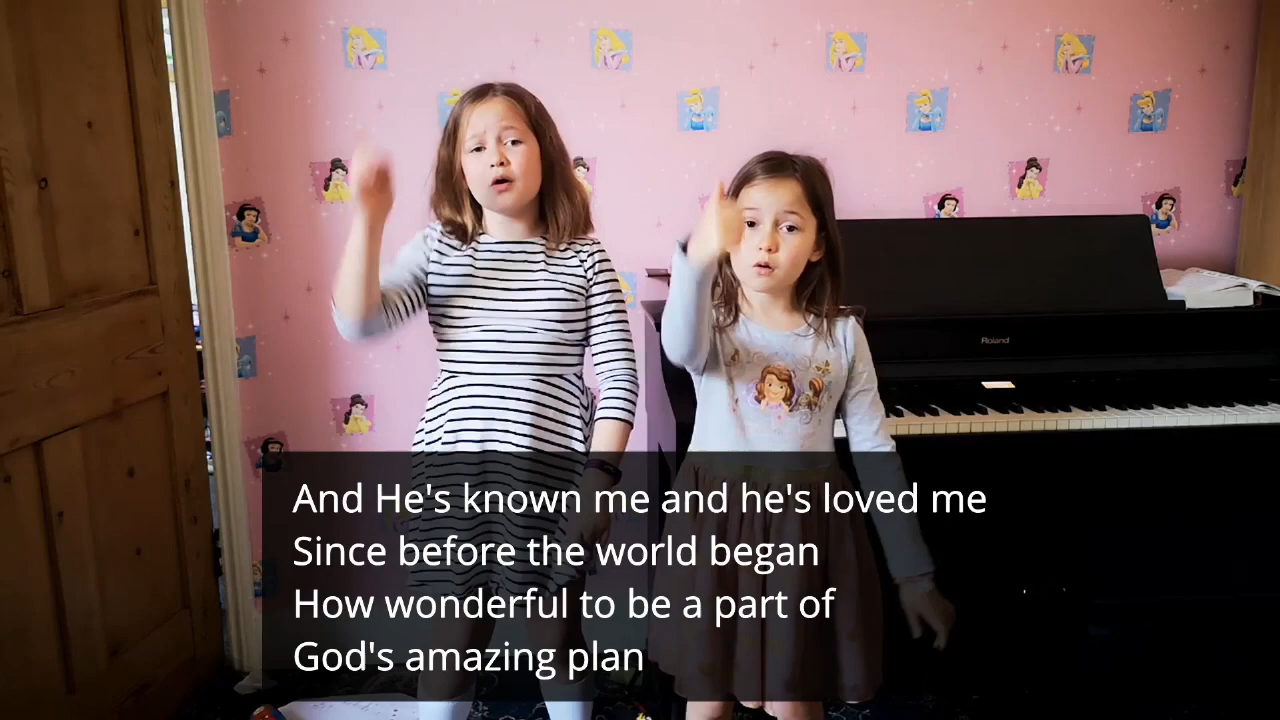 Roland
And He's known me and he's loved me
Since before the world began
How wonderful to be a part of
God's amazing plan